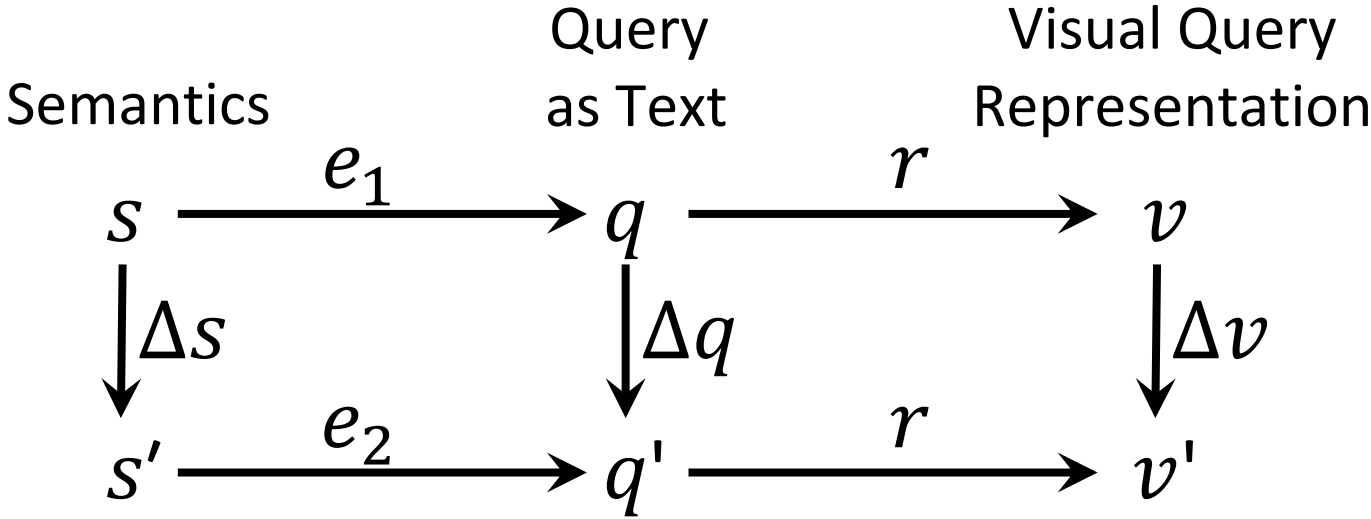 Semantics
Query
as Text
Visual Query
Representation
e₁
r
s
q
v
Δs
Δq
Δv
e₂
r
s′
q'
v'